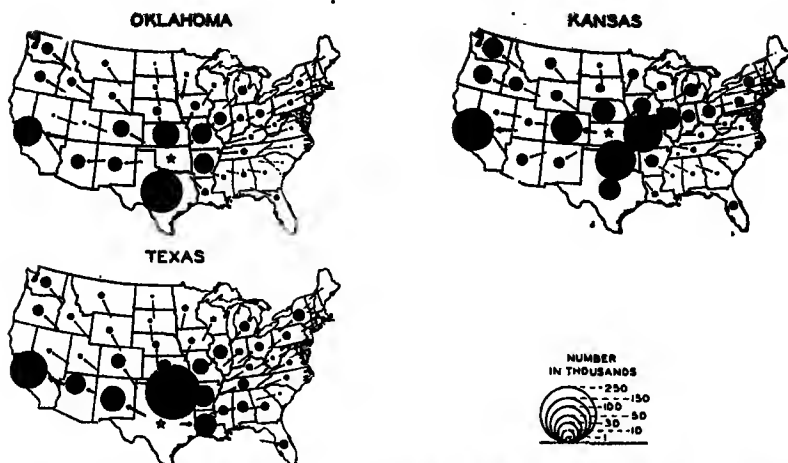 OKLAHOMA
KANSAS
TEXAS
NUMBER
IN THOUSANDS
250
150
100
50
30
10
1